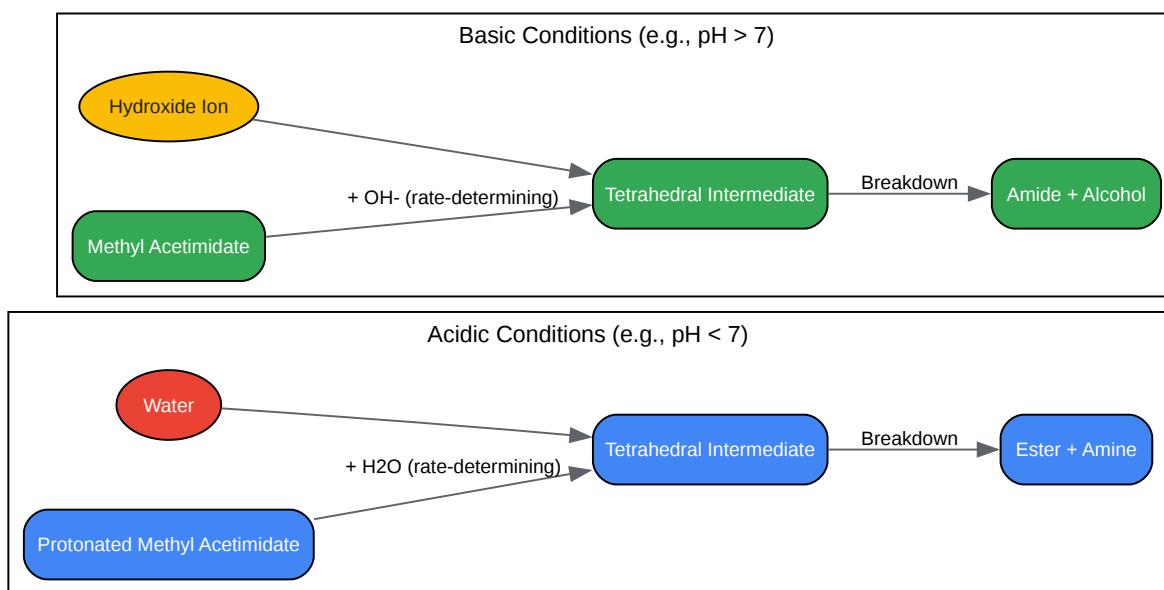 Basic Conditions (e.g., pH > 7)
Hydroxide Ion
+ OH- (rate-determining)
Methyl Acetimidate
Tetrahedral Intermediate
Breakdown
Amide + Alcohol
Acidic Conditions (e.g., pH < 7)
Water
+ H2O (rate-determining)
Protonated Methyl Acetimidate
Tetrahedral Intermediate
Breakdown
Ester + Amine